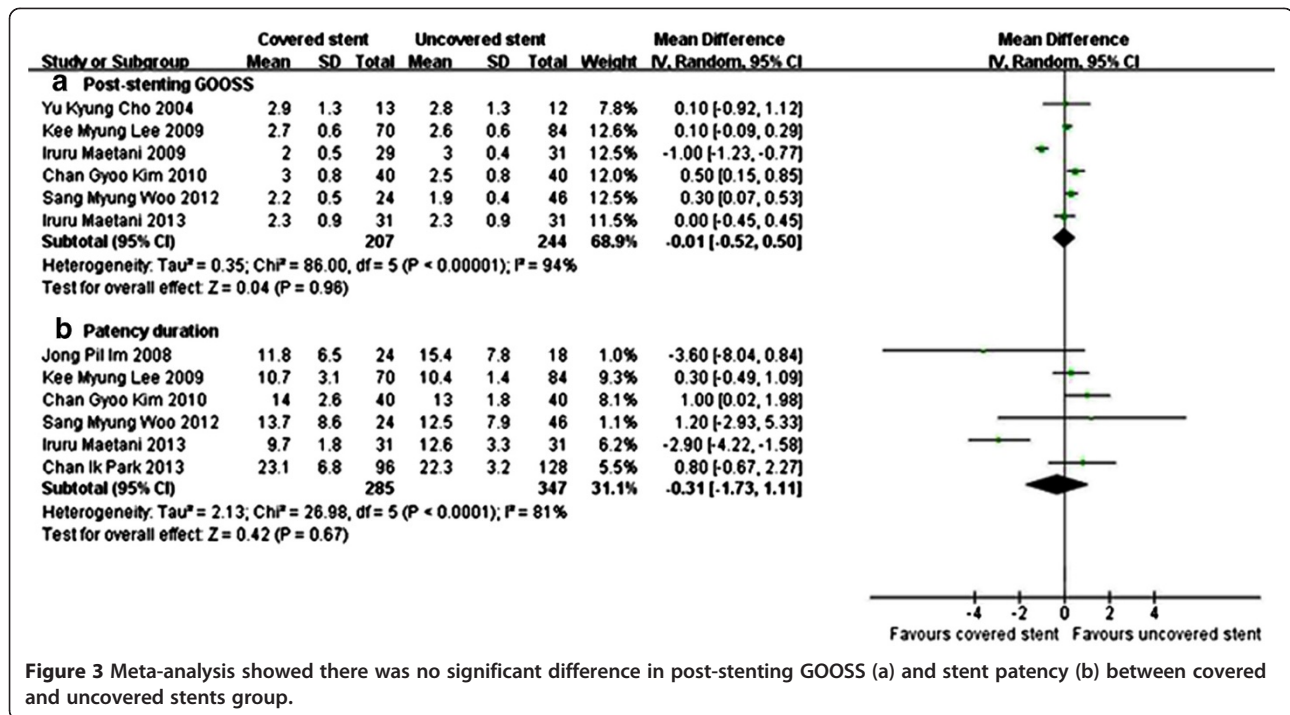 Covered stent Uncovered stent Mean Difference Mean Difference
Study or Subgroup Mean SD Total Mean SD Total Weight IV, Random, 95% CI IV, Random, 95% CI
a Post-stenting GOOSS
Yu Kyung Cho 2004 2.9 1.3 13 2.8 1.3 12 7.8% 0.10 [-0.92, 1.12]
Kee Myung Lee 2009 2.7 0.6 70 2.6 0.6 84 12.6% 0.10 [-0.09, 0.29]
Iruru Maetani 2009 2 0.5 29 3 0.4 31 12.5% -1.00 [-1.23, -0.77]
Chan Gyoo Kim 2010 3 0.8 40 2.5 0.8 40 12.0% 0.50 [0.15, 0.85]
Sang Myung Woo 2012 2.2 0.5 24 1.9 0.4 46 12.5% 0.30 [0.07, 0.53]
Iruru Maetani 2013 2.3 0.9 31 2.3 0.9 31 11.5% 0.00 [-0.45, 0.45]
Subtotal (95% CI) 207 244 68.9% -0.01 [-0.52, 0.50]
Heterogeneity: Tau² = 0.35; Chi² = 86.00, df = 5 (P < 0.00001); I² = 94%
Test for overall effect: Z = 0.04 (P = 0.96)
b Patency duration
Jong Pil Im 2008 11.8 6.5 24 15.4 7.8 18 1.0% -3.60 [-8.04, 0.84]
Kee Myung Lee 2009 10.7 3.1 70 10.4 1.4 84 9.3% 0.30 [-0.49, 1.09]
Chan Gyoo Kim 2010 14 2.6 40 13 1.8 40 8.1% 1.00 [0.02, 1.98]
Sang Myung Woo 2012 13.7 8.6 24 12.5 7.9 46 1.1% 1.20 [-2.93, 5.33]
Iruru Maetani 2013 9.7 1.8 31 12.6 3.3 31 6.2% -2.90 [-4.22, -1.58]
Chan Ik Park 2013 23.1 6.8 96 22.3 3.2 128 5.5% 0.80 [-0.67, 2.27]
Subtotal (95% CI) 285 347 31.1% -0.31 [-1.73, 1.11]
Heterogeneity: Tau² = 2.13; Chi² = 26.98, df = 5 (P < 0.0001); I² = 81%
Test for overall effect: Z = 0.42 (P = 0.67)
-4 -2 0 2 4
Favours covered stent Favours uncovered stent
Figure 3 Meta-analysis showed there was no significant difference in post-stenting GOOSS (a) and stent patency (b) between covered
and uncovered stents group.